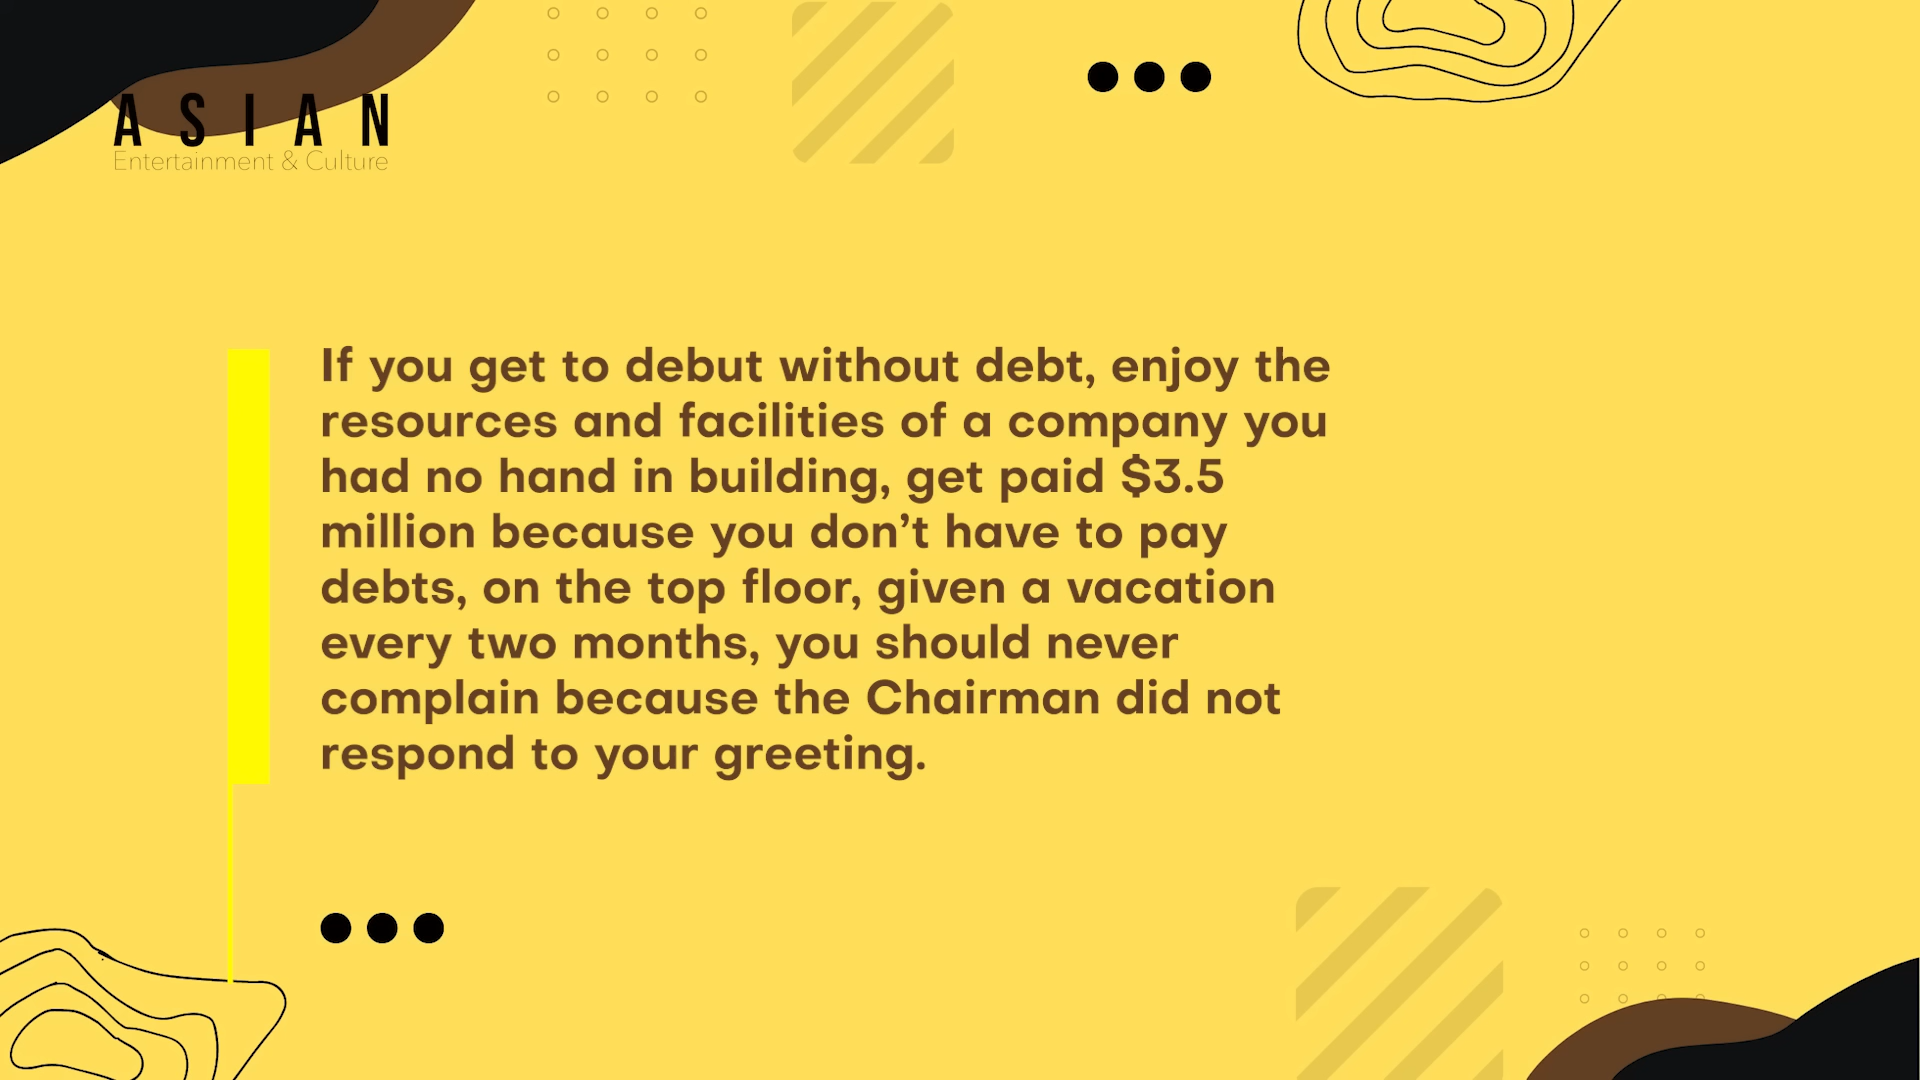 ASIAN
Entertainment & Culture
If you get to debut without debt, enjoy the
resources and facilities of a company you
had no hand in building, get paid $3.5
million because you don’t have to pay
debts, on the top floor, given a vacation
every two months, you should never
complain because the Chairman did not
respond to your greeting.